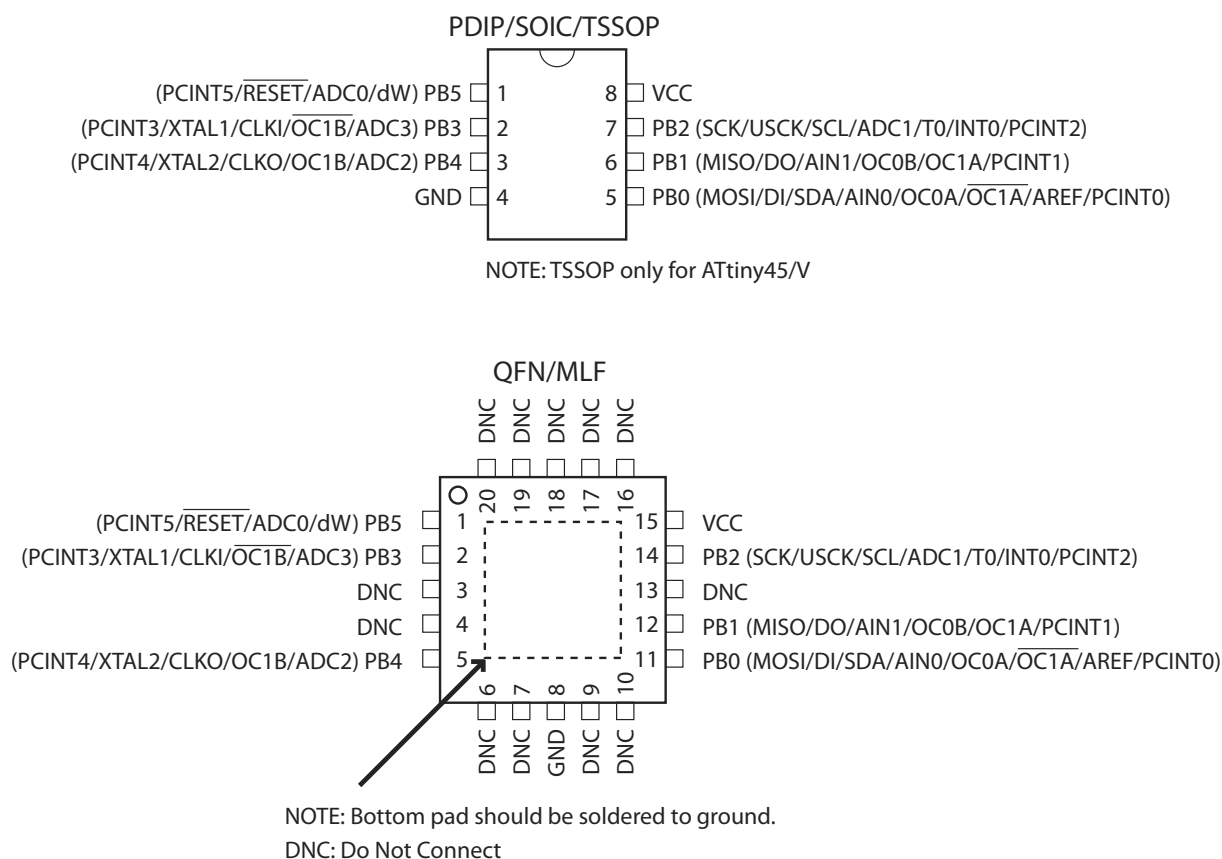 PDIP/SOIC/TSSOP
(PCINT5/RESET/ADC0/dW) PB5 1 8 VCC
(PCINT3/XTAL1/CLKI/OC1B/ADC3) PB3 2 7 PB2 (SCK/USCK/SCL/ADC1/T0/INT0/PCINT2)
(PCINT4/XTAL2/CLKO/OC1B/ADC2) PB4 3 6 PB1 (MISO/DO/AIN1/OC0B/OC1A/PCINT1)
GND 4 5 PB0 (MOSI/DI/SDA/AIN0/OC0A/OC1A/AREF/PCINT0)
NOTE: TSSOP only for ATtiny45/V
QFN/MLF
DNC DNC DNC DNC DNC
20 19 18 17 16
(PCINT5/RESET/ADC0/dW) PB5 1 15 VCC
(PCINT3/XTAL1/CLKI/OC1B/ADC3) PB3 2 14 PB2 (SCK/USCK/SCL/ADC1/T0/INT0/PCINT2)
DNC 3 13 DNC
DNC 4 12 PB1 (MISO/DO/AIN1/OC0B/OC1A/PCINT1)
(PCINT4/XTAL2/CLKO/OC1B/ADC2) PB4 5 11 PB0 (MOSI/DI/SDA/AIN0/OC0A/OC1A/AREF/PCINT0)
6 7 8 9 10
DNC DNC GND DNC DNC
NOTE: Bottom pad should be soldered to ground.
DNC: Do Not Connect